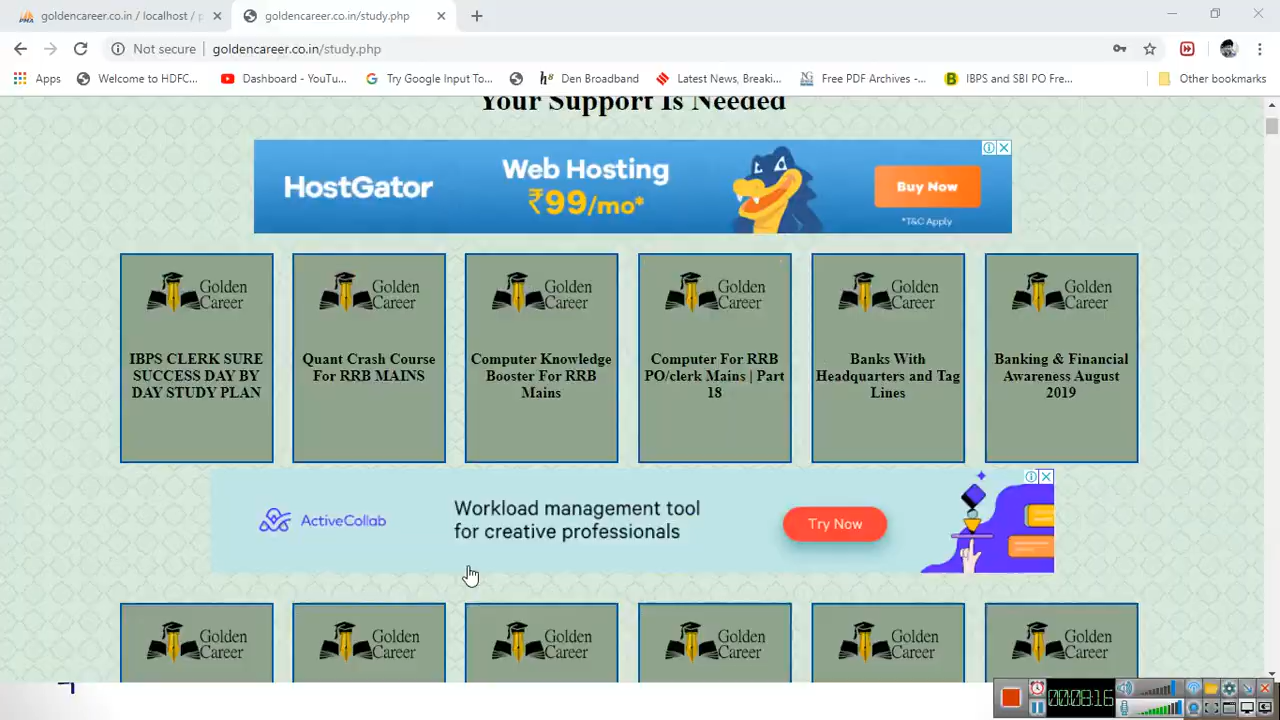 goldencareer.co.in / localhost / p
goldencareer.co.in/study.php
Not secure | goldencareer.co.in/study.php
Apps Welcome to HDFC... Dashboard - YouTu... Try Google Input To... Den Broadband Latest News, Breaki... Free PDF Archives -... IBPS and SBI PO Fre... Other bookmarks
Your Support Is Needed
HostGator
Web Hosting
₹99/mo*
Buy Now
*T&C Apply
Golden
Career
IBPS CLERK SURE
SUCCESS DAY BY
DAY STUDY PLAN
Golden
Career
Quant Crash Course
For RRB MAINS
Golden
Career
Computer Knowledge
Booster For RRB
Mains
Golden
Career
Computer For RRB
PO/clerk Mains | Part
18
Golden
Career
Banks With
Headquarters and Tag
Lines
Golden
Career
Banking & Financial
Awareness August
2019
ActiveCollab
Workload management tool
for creative professionals
Try Now
Golden
Career
Golden
Career
Golden
Career
Golden
Career
Golden
Career
Golden
Career
00:08:16